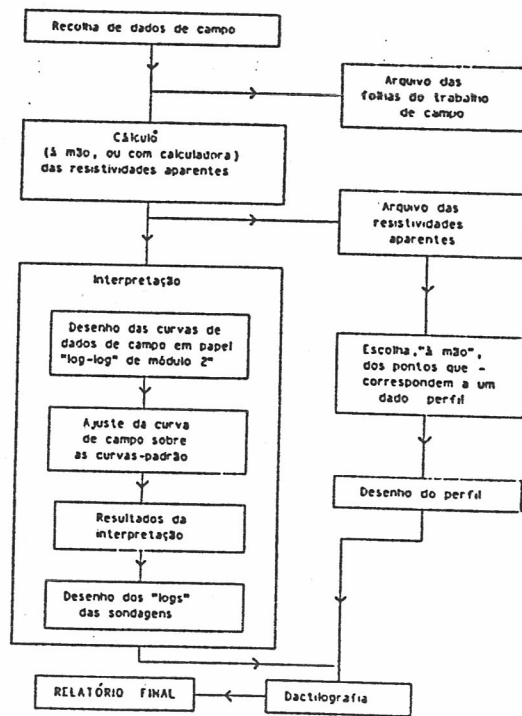 Recolha de dados de campo
Arquivo das
folhas do trabalho
de campo
Cálculo
(à mão, ou com calculadora)
das resistividades aparentes
Arquivo das
resistividades
aparentes
Interpretação
Desenho das curvas de
dados de campo em papel
"log-log" de módulo 2"
Ajuste da curva
de campo sobre
as curvas-padrão
Resultados da
interpretação
Desenho dos "logs"
das sondagens
Escolha,"à mão",
dos pontos que -
correspondem a um
dado perfil
Desenho do perfil
Dactilografia
RELATÓRIO FINAL